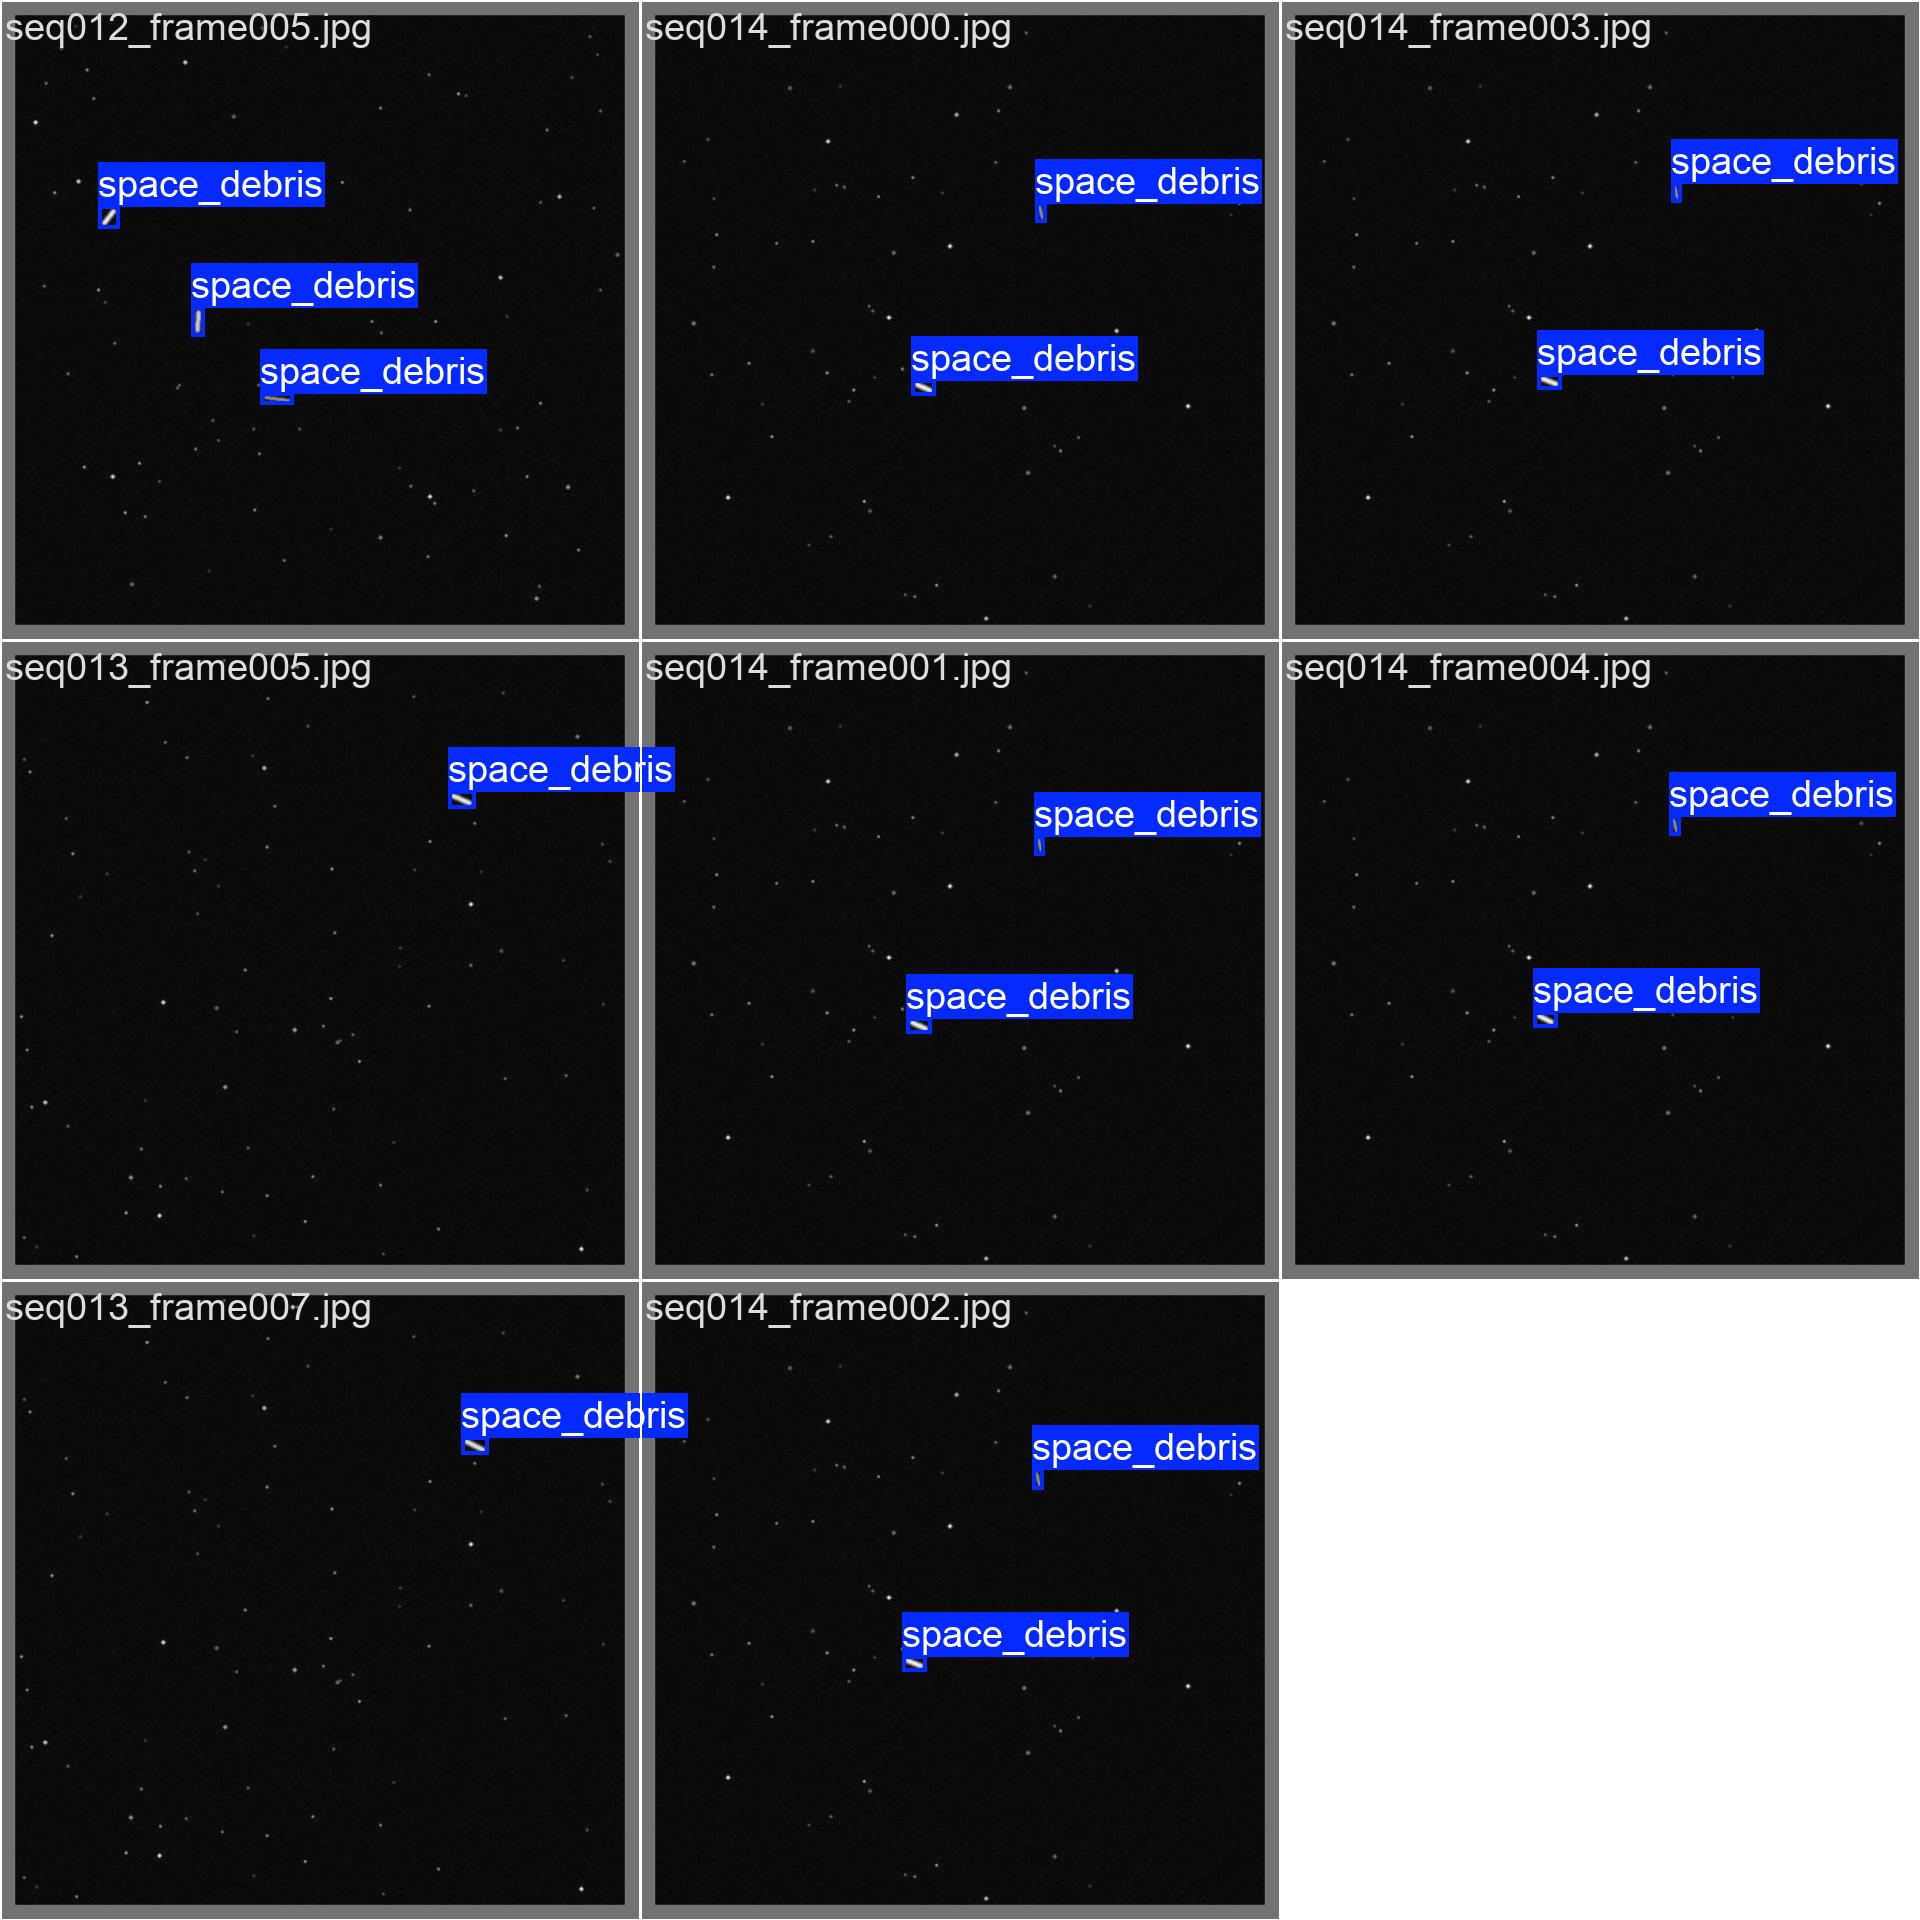 seq012_frame005.jpg
space_debris
space_debris
space_debris
seq014_frame000.jpg
space_debris
space_debris
seq014_frame003.jpg
space_debris
space_debris
seq013_frame005.jpg
space_debris
seq014_frame001.jpg
space_debris
space_debris
seq014_frame004.jpg
space_debris
space_debris
seq013_frame007.jpg
space_debris
seq014_frame002.jpg
space_debris
space_debris